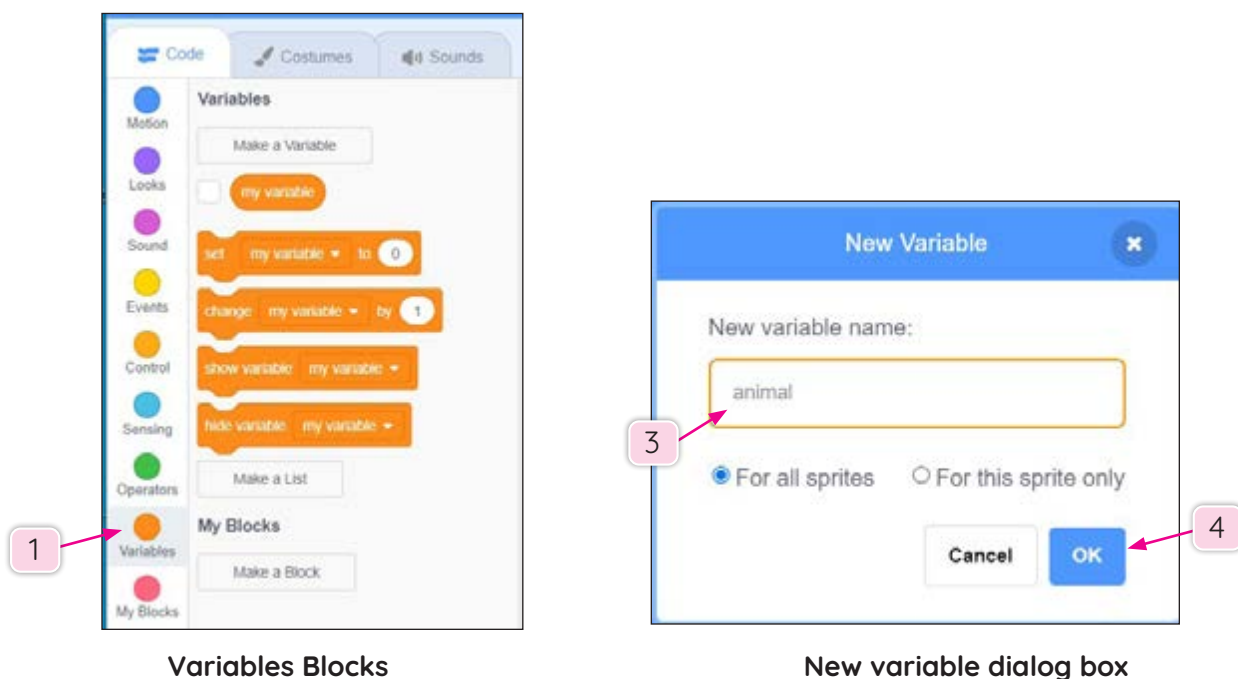 Code
Costumes
Sounds
Motion
Looks
Sound
Events
Control
Sensing
Operators
Variables
My Blocks
Variables
Make a Variable
my variable
set my variable to 0
change my variable by 1
show variable my variable
hide variable my variable
Make a List
My Blocks
Make a Block
1
Variables Blocks
New Variable
New variable name:
animal
3
For all sprites For this sprite only
Cancel OK
4
New variable dialog box